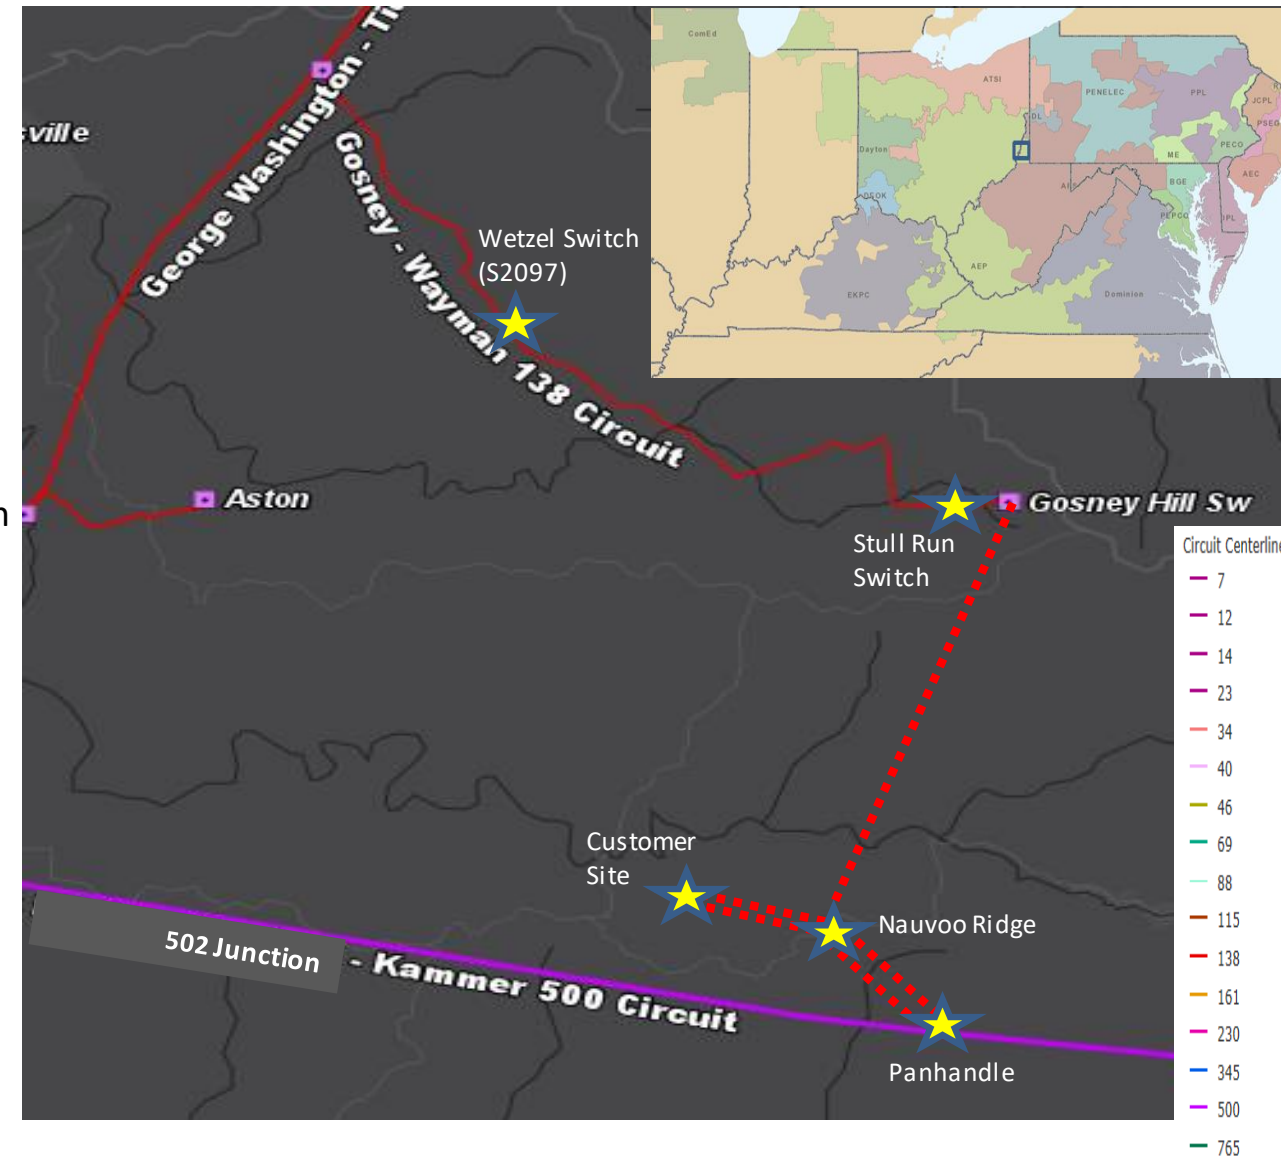 ComEd
ATSI
PENELEC
PPL
JCPL
DL
PSEG
Dayton
ME
PECO
AEC
BGE
DEOK
PEPCO
DPL
AEP
EKPC
Dominion
sville
George Washington - Ti
Gosney - Wayman 138 Circuit
Wetzel Switch
(S2097)
Aston
Gosney Hill Sw
Stull Run
Switch
Customer
Site
Nauvoo Ridge
502 Junction - Kammer 500 Circuit
Panhandle
Circuit Centerline
7
12
14
23
34
40
46
69
88
115
138
161
230
345
500
765